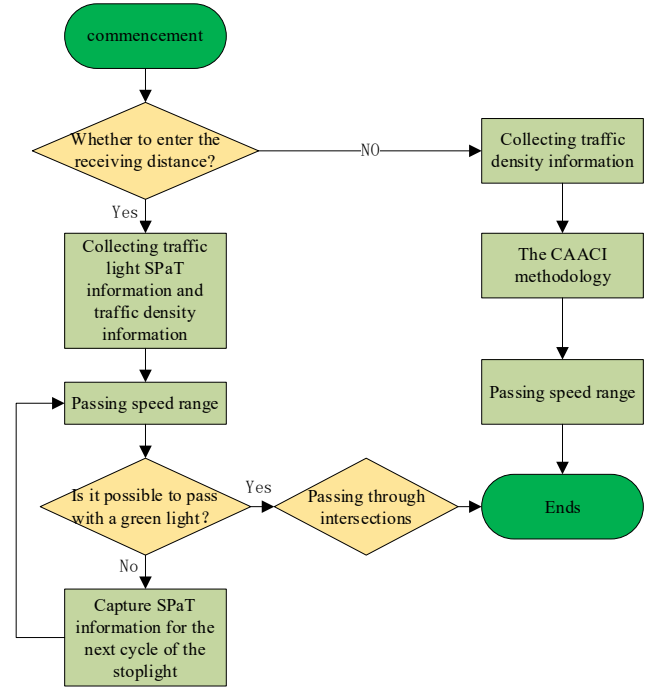 commencement
Whether to enter the
receiving distance?
NO
Collecting traffic
density information
Yes
Collecting traffic
light SPaT
information and
traffic density
information
The CAACI
methodology
Passing speed range
Passing speed range
Is it possible to pass
with a green light?
Yes
Passing through
intersections
Ends
No
Capture SPaT
information for the
next cycle of the
stoplight